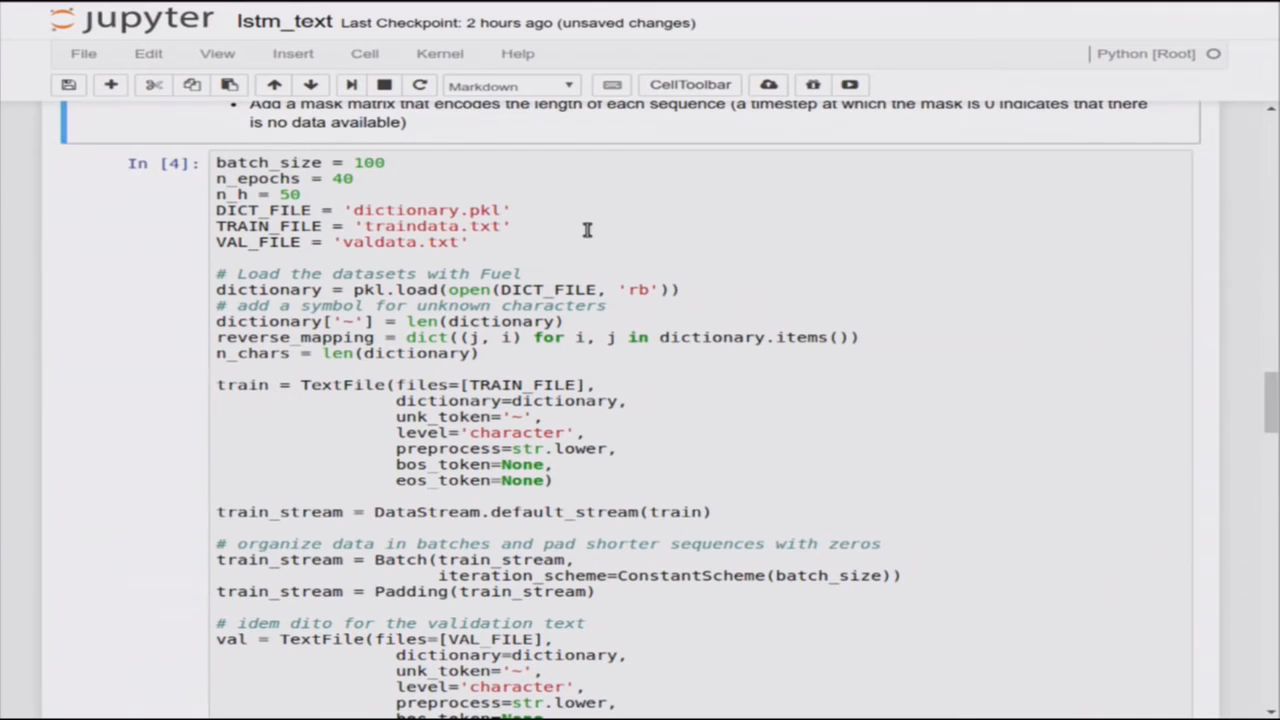 jupyter lstm_text Last Checkpoint: 2 hours ago (unsaved changes)
File Edit View Insert Cell Kernel Help Python [Root]
Markdown CellToolbar
• Add a mask matrix that encodes the length of each sequence (a timestep at which the mask is 0 indicates that there
is no data available)
In [4]:
batch_size = 100
n_epochs = 40
n_h = 50
DICT_FILE = 'dictionary.pkl'
TRAIN_FILE = 'traindata.txt'
VAL_FILE = 'valdata.txt'
# Load the datasets with Fuel
dictionary = pkl.load(open(DICT_FILE, 'rb'))
# add a symbol for unknown characters
dictionary['~'] = len(dictionary)
reverse_mapping = dict((j, i) for i, j in dictionary.items())
n_chars = len(dictionary)
train = TextFile(files=[TRAIN_FILE],
dictionary=dictionary,
unk_token='~',
level='character',
preprocess=str.lower,
bos_token=None,
eos_token=None)
train_stream = DataStream.default_stream(train)
# organize data in batches and pad shorter sequences with zeros
train_stream = Batch(train_stream,
iteration_scheme=ConstantScheme(batch_size))
train_stream = Padding(train_stream)
# idem dito for the validation text
val = TextFile(files=[VAL_FILE],
dictionary=dictionary,
unk_token='~',
level='character',
preprocess=str.lower,
bos_token=None,